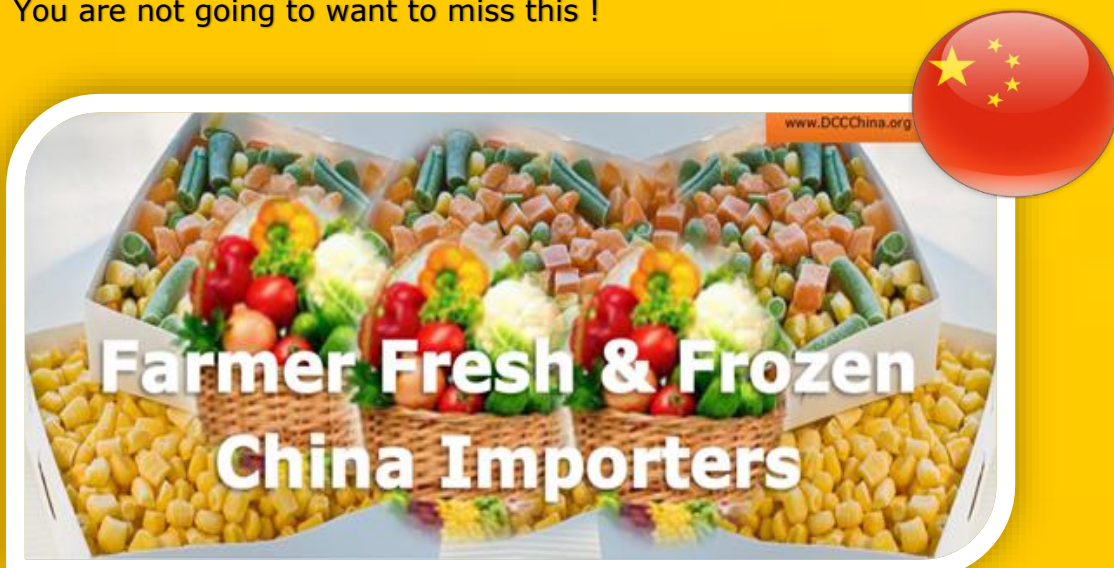 You are not going to want to miss this !
www.DCCChina.org
Farmer Fresh & Frozen
China Importers